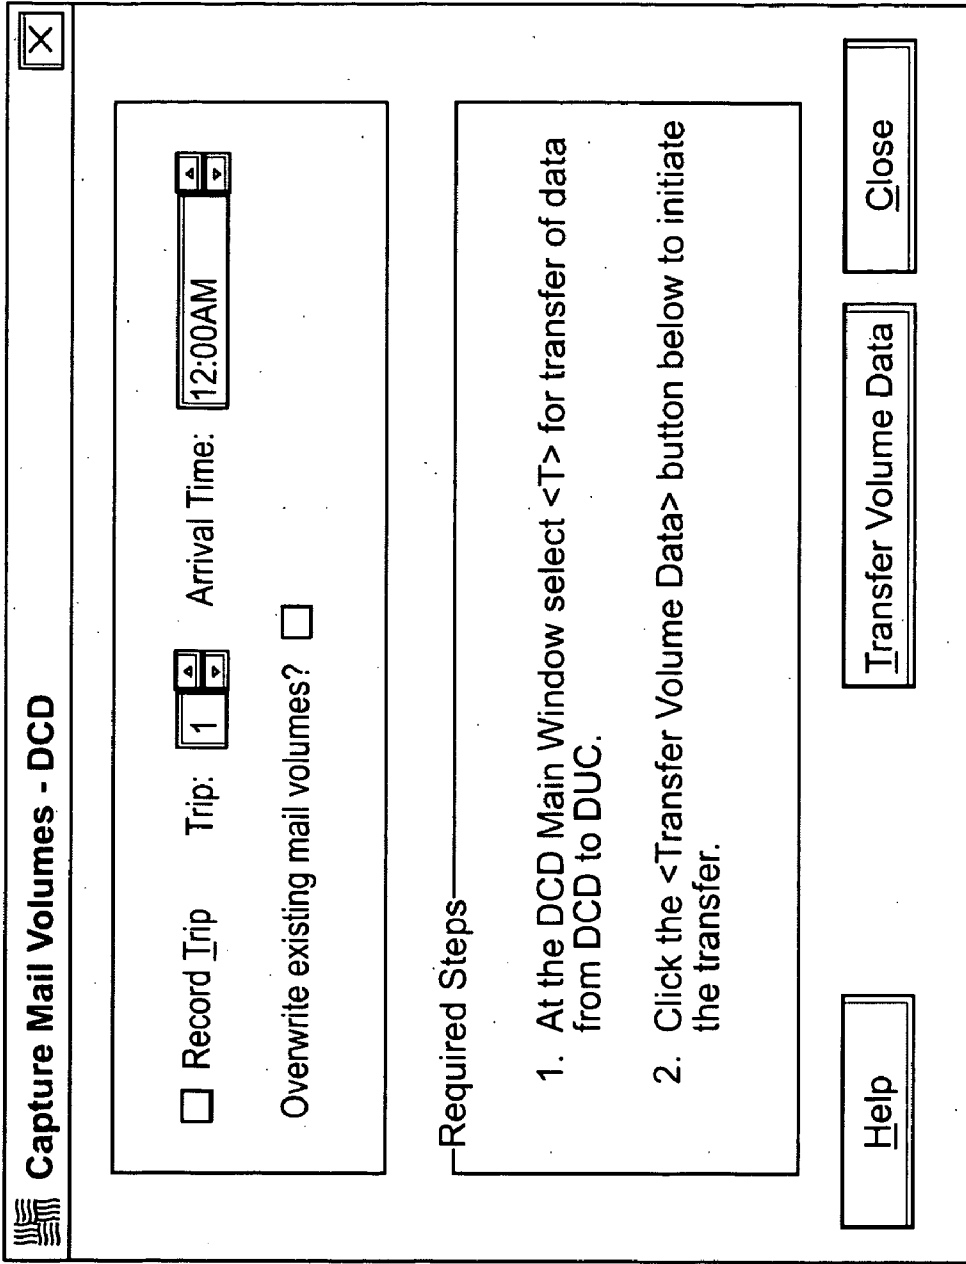 Capture Mail Volumes - DCD
Record Trip Trip: 1 Arrival Time: 12:00AM
Overwrite existing mail volumes?
Required Steps
1. At the DCD Main Window select <T> for transfer of data
from DCD to DUC.
2. Click the <Transfer Volume Data> button below to initiate
the transfer.
Help Transfer Volume Data Close